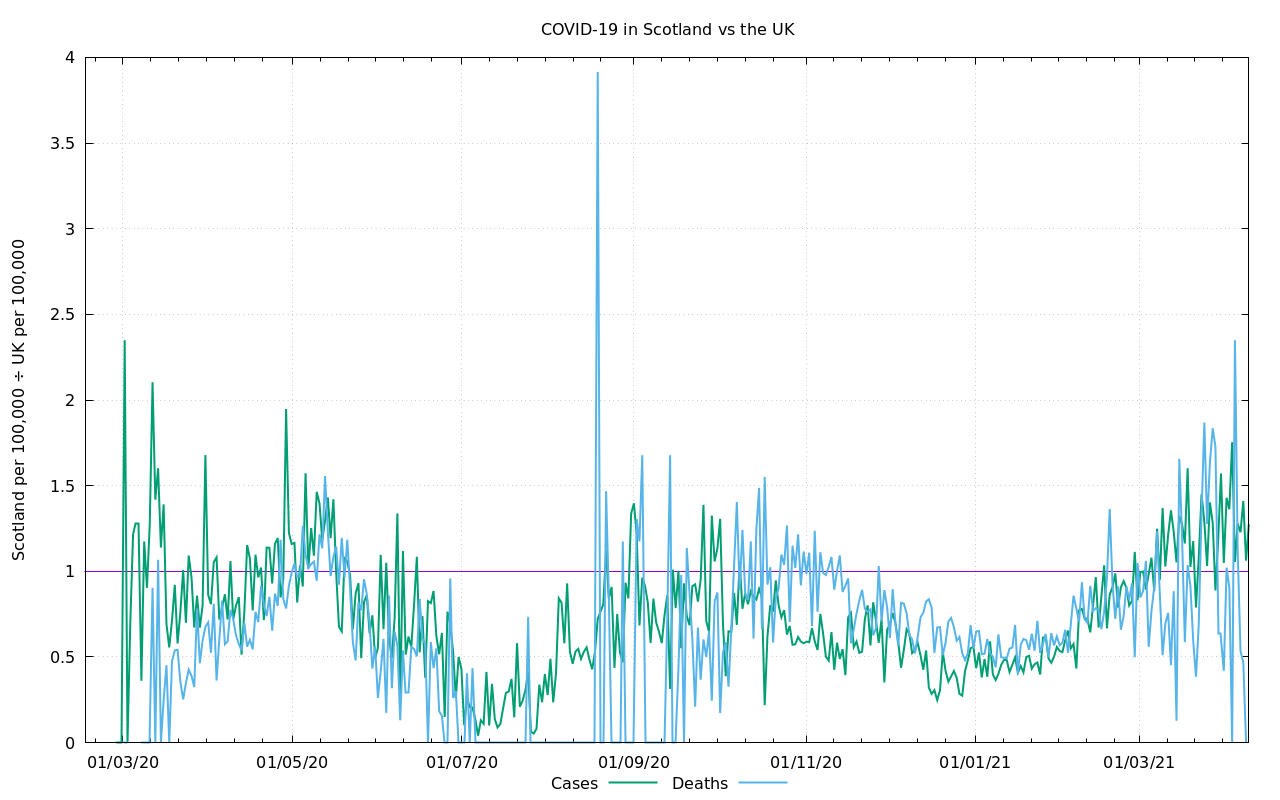 COVID-19 in Scotland vs the UK
Scotland per 100,000 ÷ UK per 100,000
4
3.5
3
2.5
2
1.5
1
0.5
0
01/03/20 01/05/20 01/07/20 01/09/20 01/11/20 01/01/21 01/03/21
Cases Deaths